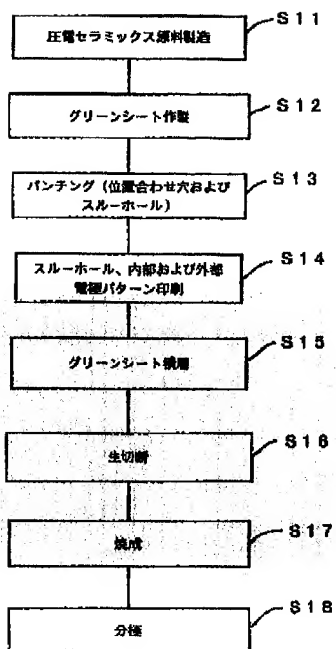 S11
圧電セラミックス原料製造
S12
グリーンシート作製
S13
パンチング(位置合わせ穴および
スルーホール)
S14
スルーホール、内部および外部
電極パターン印刷
S15
グリーンシート積層
S16
生切断
S17
焼成
S18
分極